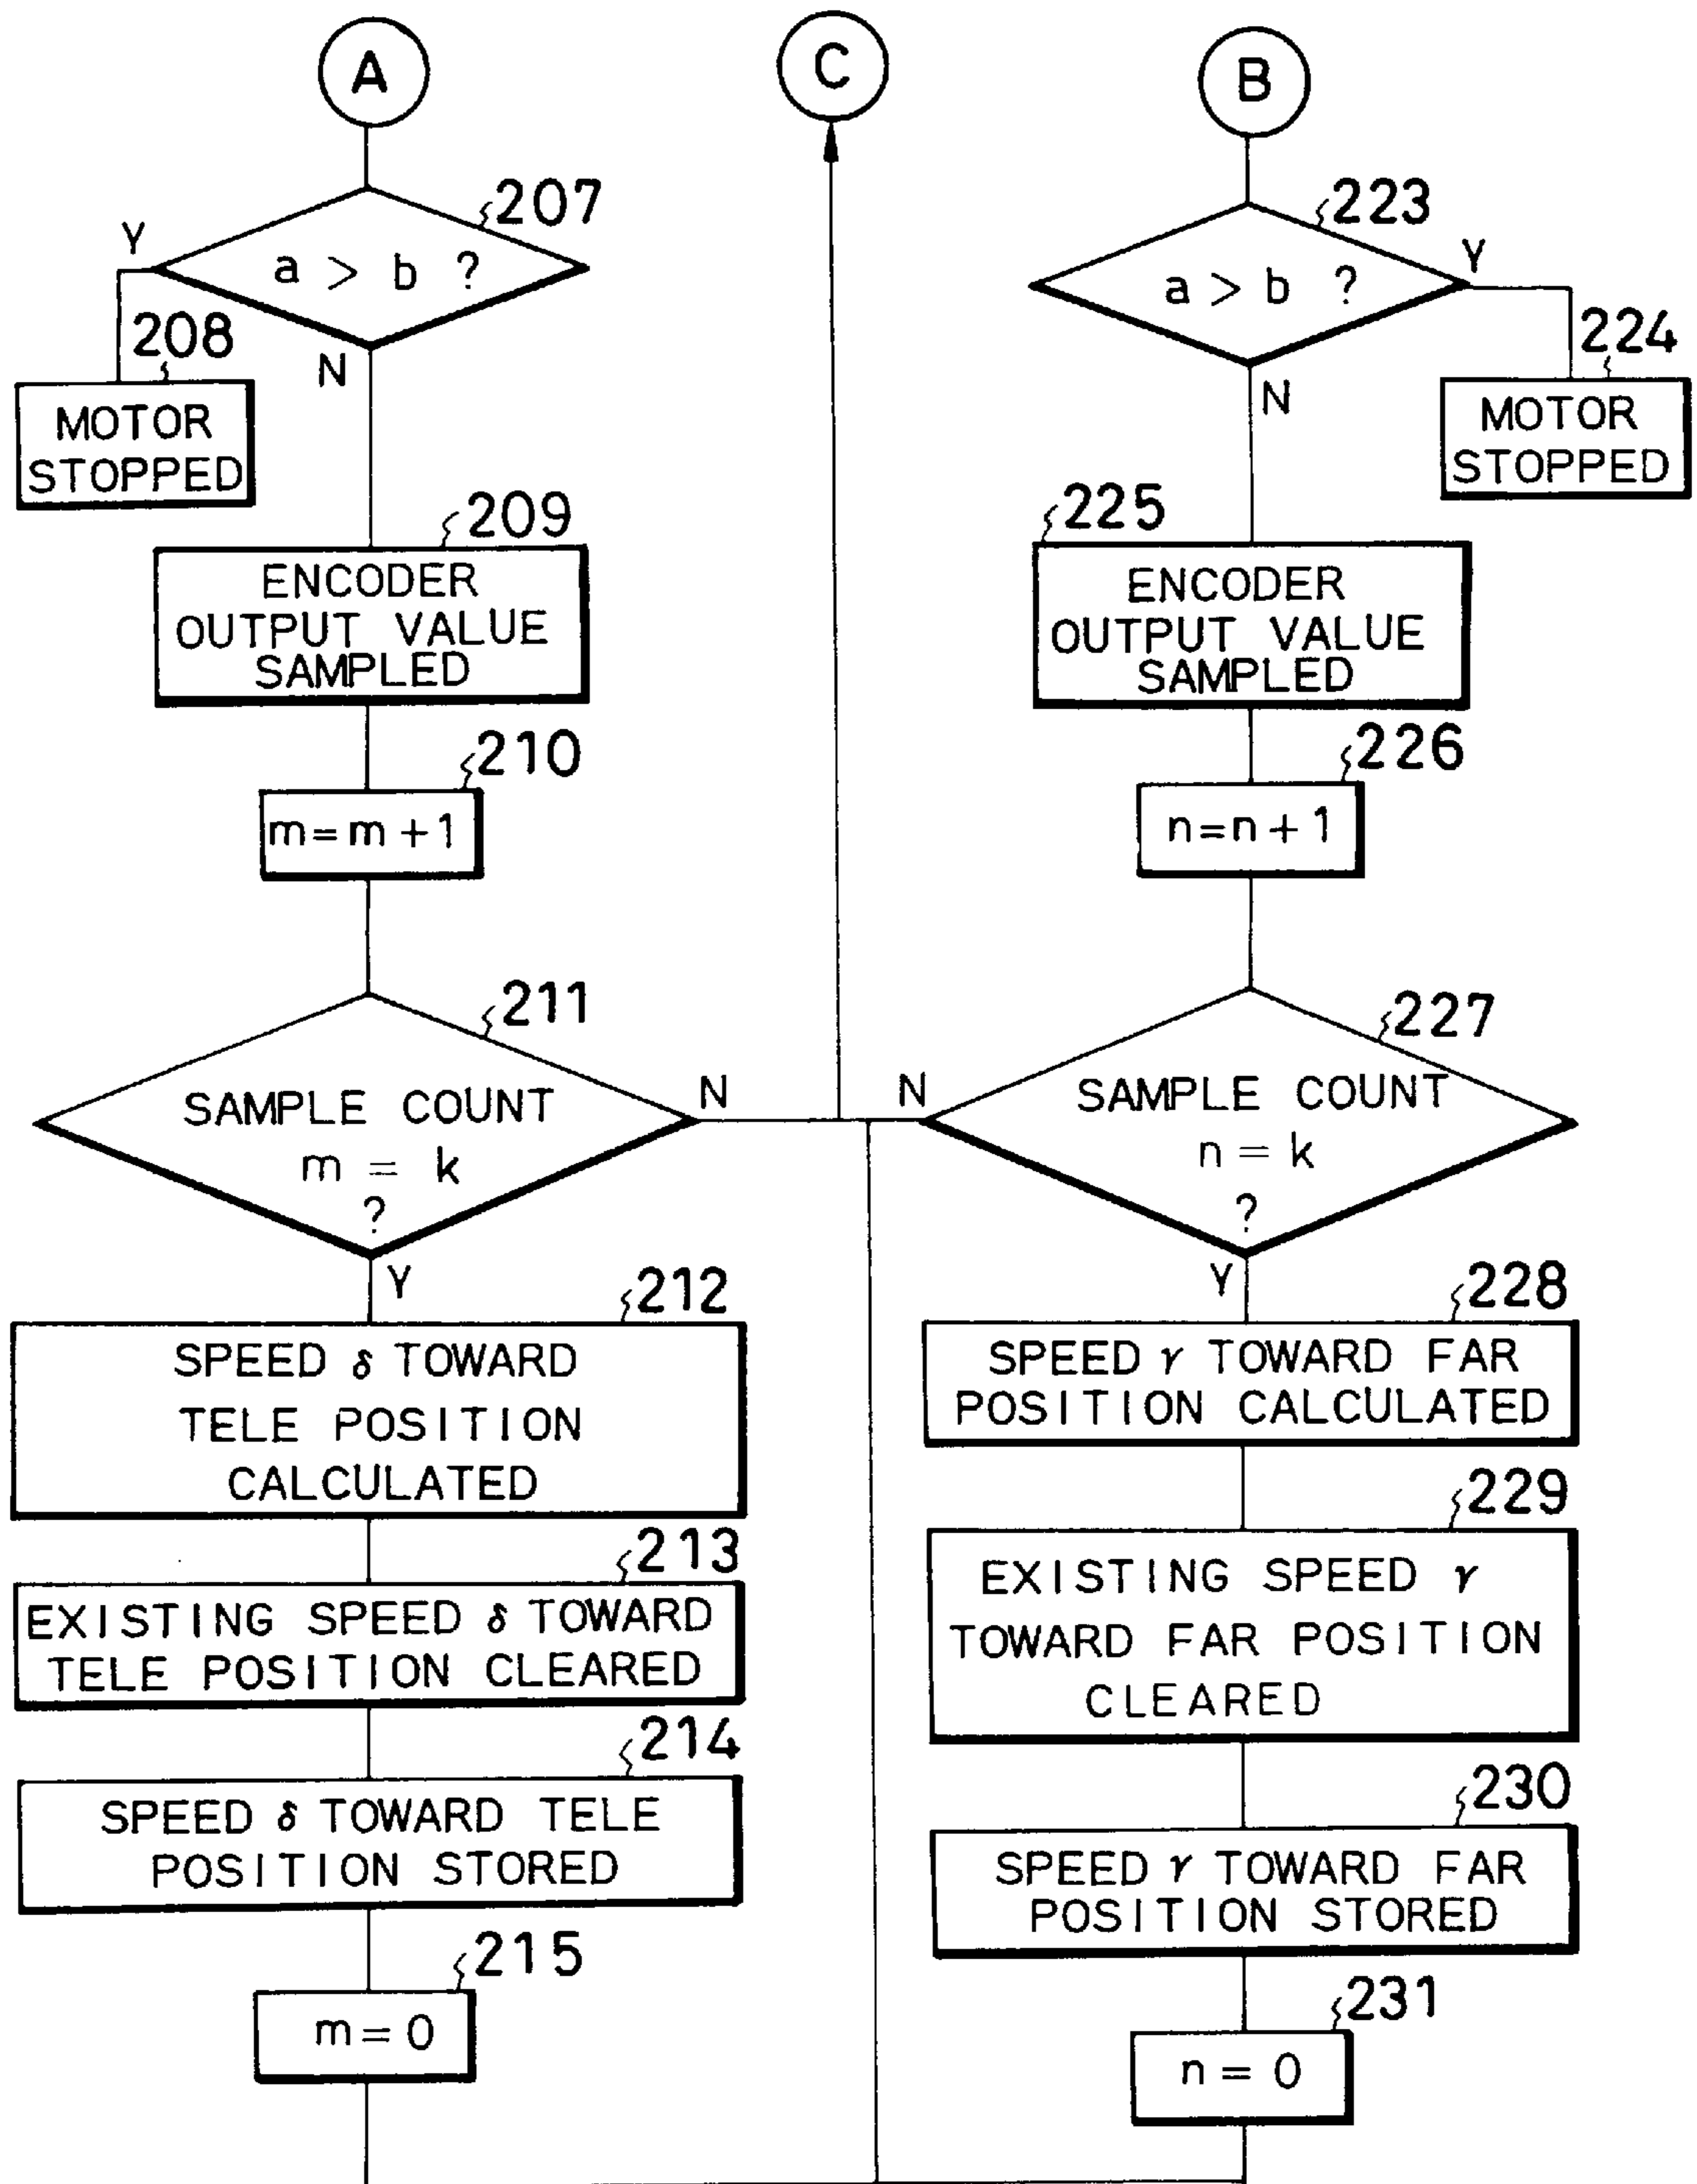 A
207
a > b ?
Y
N
208
MOTOR
STOPPED
209
ENCODER
OUTPUT VALUE
SAMPLED
210
m=m+1
211
SAMPLE COUNT
m = k
?
N
Y
212
SPEED δ TOWARD
TELE POSITION
CALCULATED
213
EXISTING SPEED δ TOWARD
TELE POSITION CLEARED
214
SPEED δ TOWARD TELE
POSITION STORED
215
m=0
C
B
223
a > b ?
Y
N
224
MOTOR
STOPPED
225
ENCODER
OUTPUT VALUE
SAMPLED
226
n=n+1
227
SAMPLE COUNT
n=k
?
N
Y
228
SPEED γ TOWARD FAR
POSITION CALCULATED
229
EXISTING SPEED γ
TOWARD FAR POSITION
CLEARED
230
SPEED γ TOWARD FAR
POSITION STORED
231
n=0